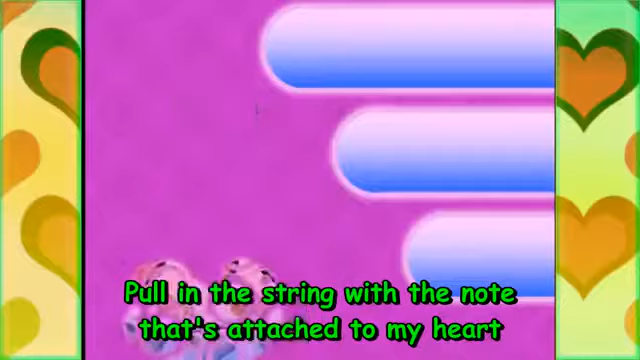 Pull in the string with the note
that's attached to my heart